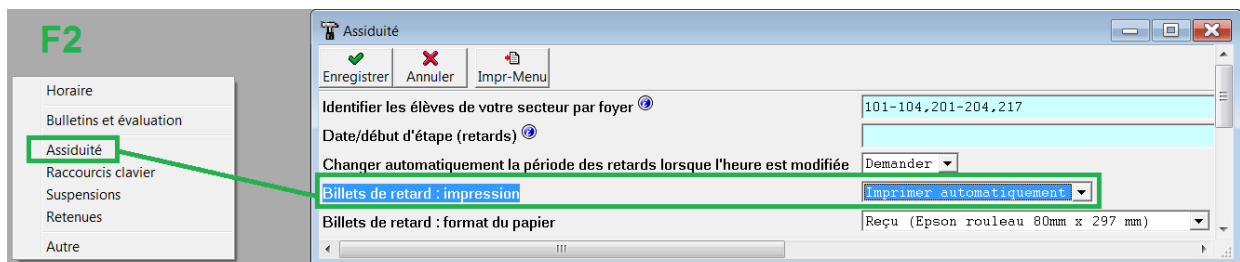 F2
Horaire
Bulletins et évaluation
Assiduité
Raccourcis clavier
Suspensions
Retenues
Autre
Assiduité
Enregistrer Annuler Impr-Menu
Identifier les élèves de votre secteur par foyer 101-104,201-204,217
Date/début d'étape (retards)
Changer automatiquement la période des retards lorsque l'heure est modifiée Demander
Billets de retard : impression Imprimer automatiquement
Billets de retard : format du papier Reçu (Epson rouleau 80mm x 297 mm)